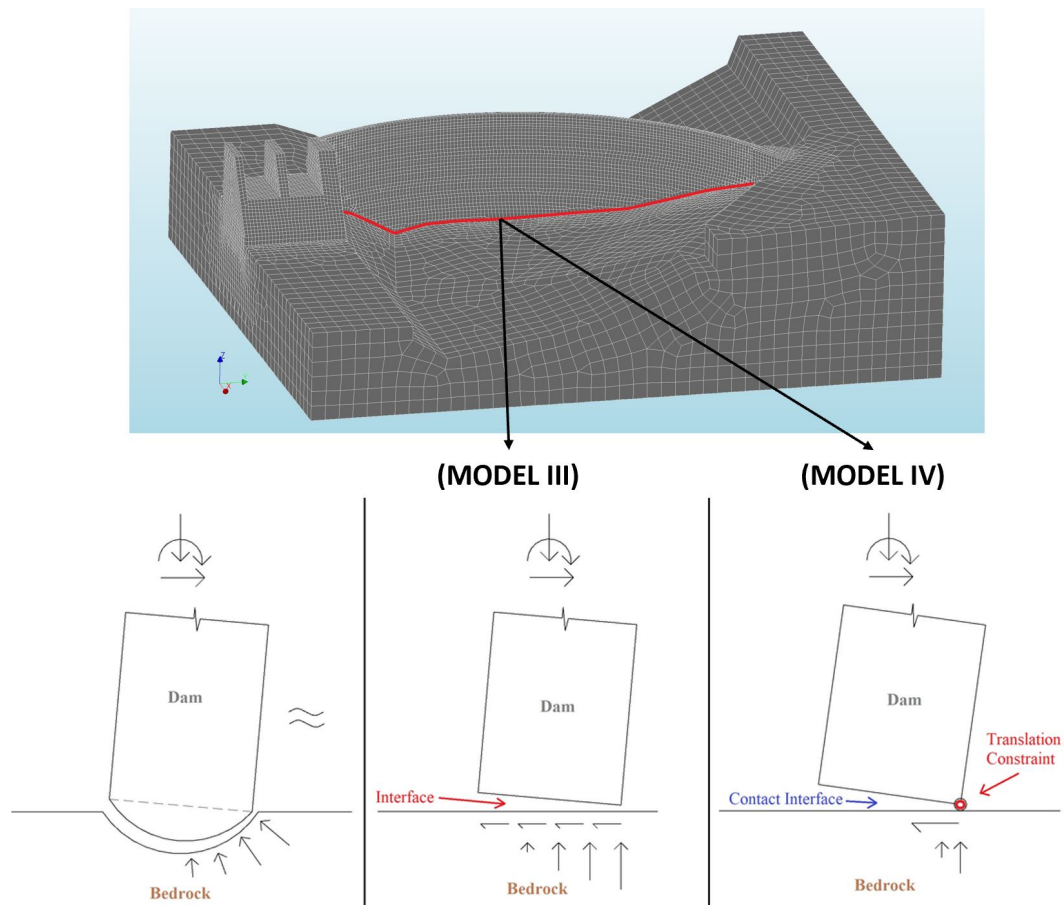 Z
Y
X
(MODEL III)
(MODEL IV)
Dam
Bedrock
≈
Dam
Interface
Bedrock
Dam
Translation
Constraint
Contact Interface
Bedrock